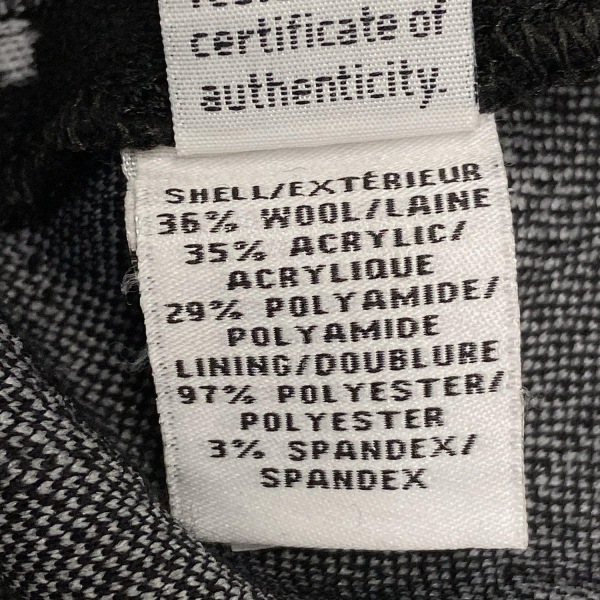 certificate of
authenticity.
SHELL/EXTÉRIEUR
36% WOOL/LAINE
35% ACRYLIC/
ACRYLIQUE
29% POLYAMIDE/
POLYAMIDE
LINING/DOUBLURE
97% POLYESTER/
POLYESTER
3% SPANDEX/
SPANDEX